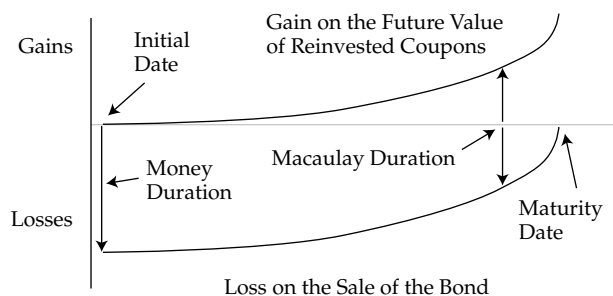 Gain on the Future Value
of Reinvested Coupons
Gains
Initial
Date
Money
Duration
Macaulay Duration
Losses
Maturity
Date
Loss on the Sale of the Bond